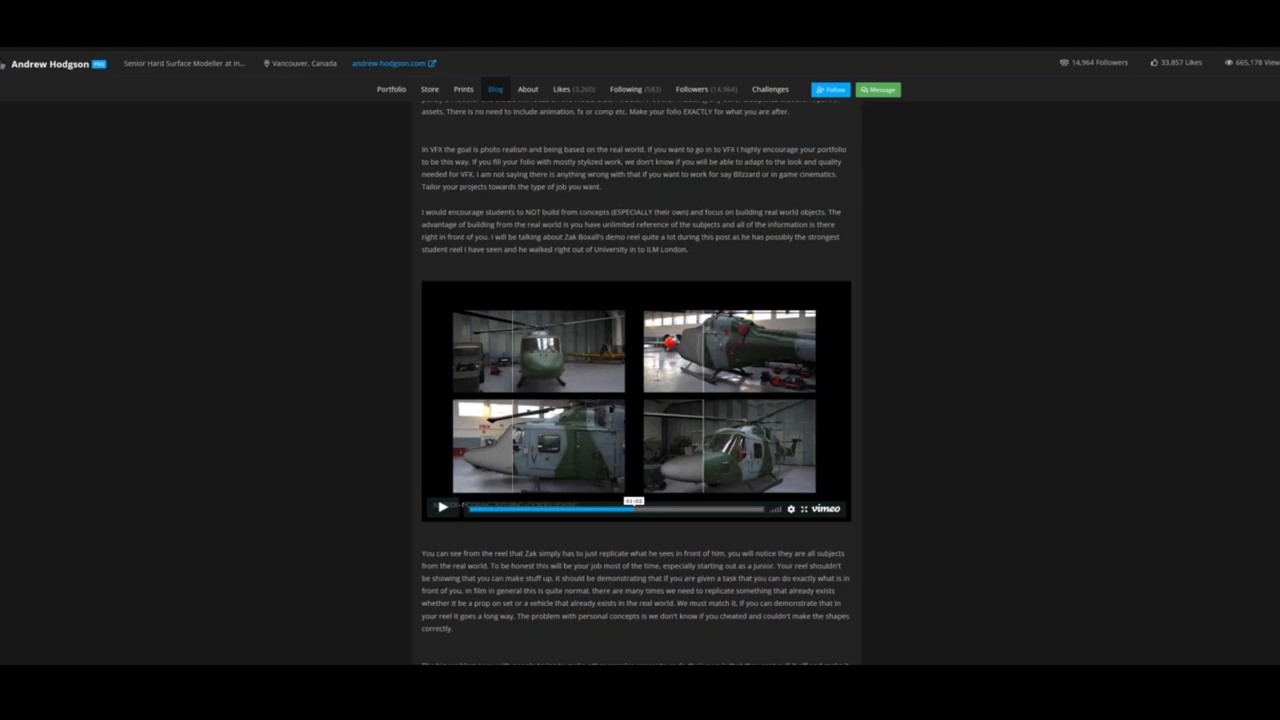 Andrew Hodgson PRO Senior Hard Surface Modeller at In... Vancouver, Canada andrew-hodgson.com 14,964 Followers 33,857 Likes 665,178 View
Portfolio Store Prints Blog About Likes (3,260) Following (583) Followers (14,964) Challenges Follow Message
assets. There is no need to include animation, fx or comp etc. Make your folio EXACTLY for what you are after.
In VFX the goal is photo realism and being based on the real world. If you want to go in to VFX I highly encourage your portfolio
to be this way. If you fill your folio with mostly stylized work, we don't know if you will be able to adapt to the look and quality
needed for VFX. I am not saying there is anything wrong with that if you want to work for say Blizzard or in game cinematics.
Tailor your projects towards the type of job you want.
I would encourage students to NOT build from concepts (ESPECIALLY their own) and focus on building real world objects. The
advantage of building from the real world is you have unlimited reference of the subjects and all of the information is there
right in front of you. I will be talking about Zak Boxall's demo reel quite a lot during this post as he has possibly the strongest
student reel I have seen and he walked right out of University in to ILM London.
01:02
vimeo
You can see from the reel that Zak simply has to just replicate what he sees in front of him, you will notice they are all subjects
from the real world. To be honest this will be your job most of the time, especially starting out as a junior. Your reel shouldn't
be showing that you can make stuff up, it should be demonstrating that if you are given a task that you can do exactly what is in
front of you. In film in general this is quite normal, there are many times we need to replicate something that already exists
whether it be a prop on set or a vehicle that already exists in the real world. We must match it, if you can demonstrate that in
your reel it goes a long way. The problem with personal concepts is we don't know if you cheated and couldn't make the shapes
correctly.